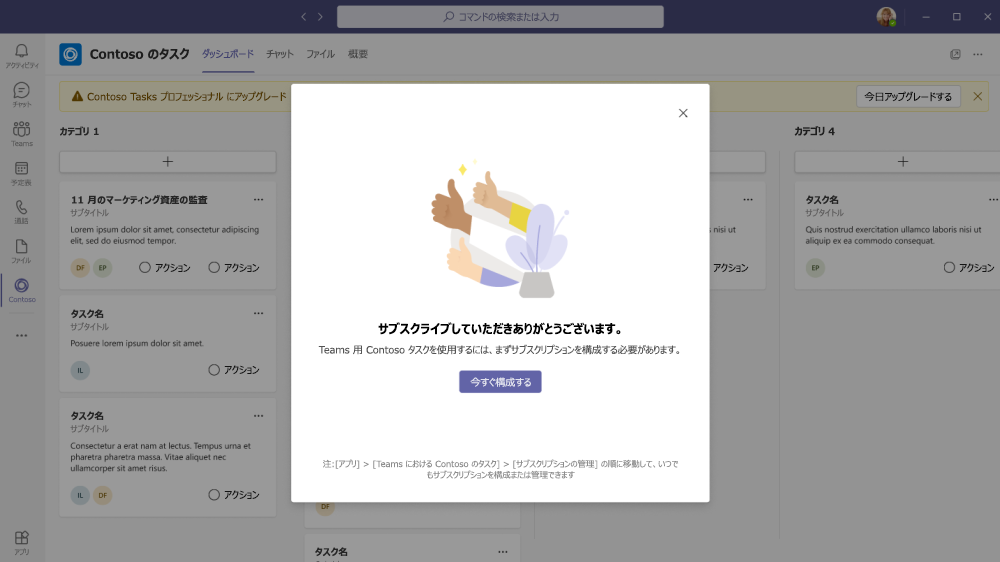 コマンドの検索または入力
アクティビティ
チャット
Teams
予定表
通話
ファイル
Contoso
アプリ
Contoso のタスク
ダッシュボード
チャット
ファイル
概要
Contoso Tasks プロフェッショナル にアップグレード
今日アップグレードする
カテゴリ 1
11 月のマーケティング資産の監査
サブタイトル
Lorem ipsum dolor sit amet, consectetur adipiscing
elit, sed do eiusmod tempor.
DF
EP
アクション
アクション
タスク名
サブタイトル
Posuere lorem ipsum dolor sit amet.
IL
アクション
タスク名
サブタイトル
Consectetur a erat nam at lectus. Tempus urna et
pharetra pharetra massa. Vitae aliquet nec
ullamcorper sit amet risus.
IL
DF
アクション
DF
タスク名
サブスクライブしていただきありがとうございます。
Teams 用 Contoso タスクを使用するには、まずサブスクリプションを構成する必要があります。
今すぐ構成する
注:[アプリ] > [Teams における Contoso のタスク] > [サブスクリプションの管理] の順に移動して、いつで
もサブスクリプションを構成または管理できます
nisi ut
アクション
カテゴリ 4
タスク名
サブタイトル
Quis nostrud exercitation ullamco laboris nisi ut
aliquip ex ea commodo consequat.
EP
アクション